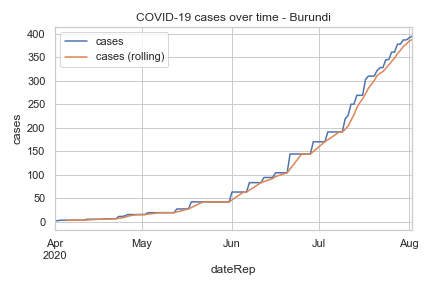 COVID-19 cases over time - Burundi
cases
cases (rolling)
400
350
300
250
200
150
100
50
0
cases
Apr May Jun Jul Aug
2020
dateRep